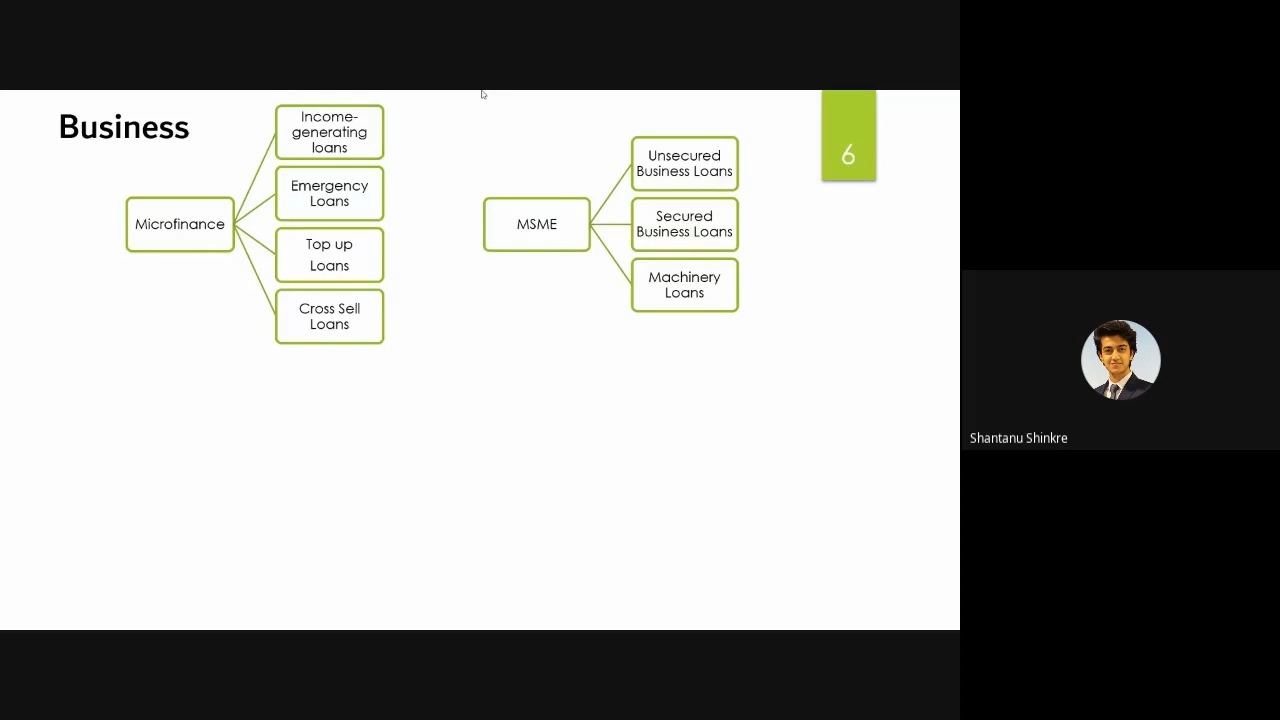 Business
6
Microfinance
Income-
generating
loans
Emergency
Loans
Top up
Loans
Cross Sell
Loans
MSME
Unsecured
Business Loans
Secured
Business Loans
Machinery
Loans
Shantanu Shinkre